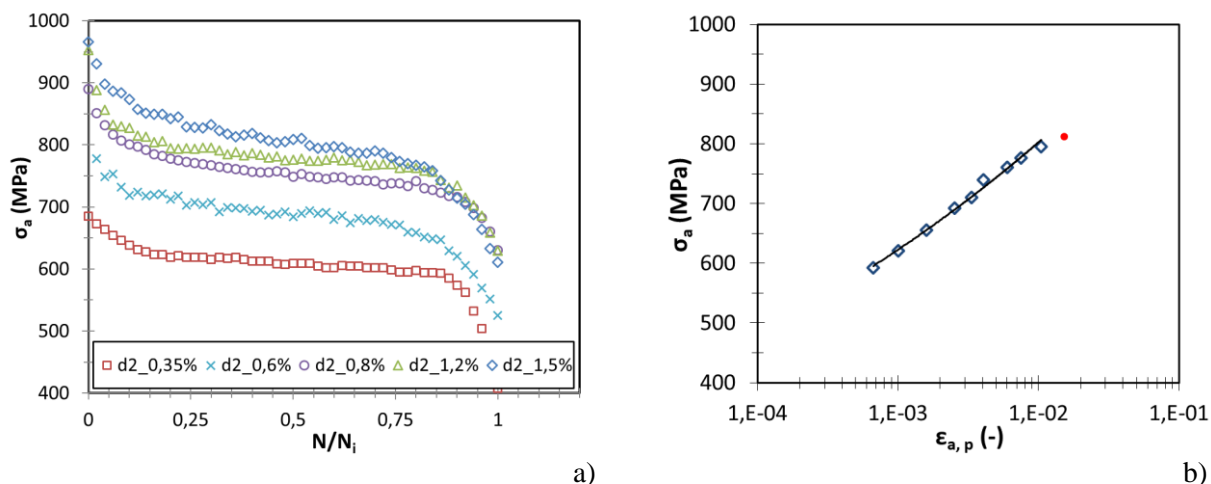 1000
900
800
700
600
500
400
σa (MPa)
d2_0,35% d2_0,6% d2_0,8% d2_1,2% d2_1,5%
0 0,25 0,5 0,75 1
N/Ni
a)
1000
900
800
700
600
500
400
σa (MPa)
1,E-04 1,E-03 1,E-02 1,E-01
εa, p (-)
b)